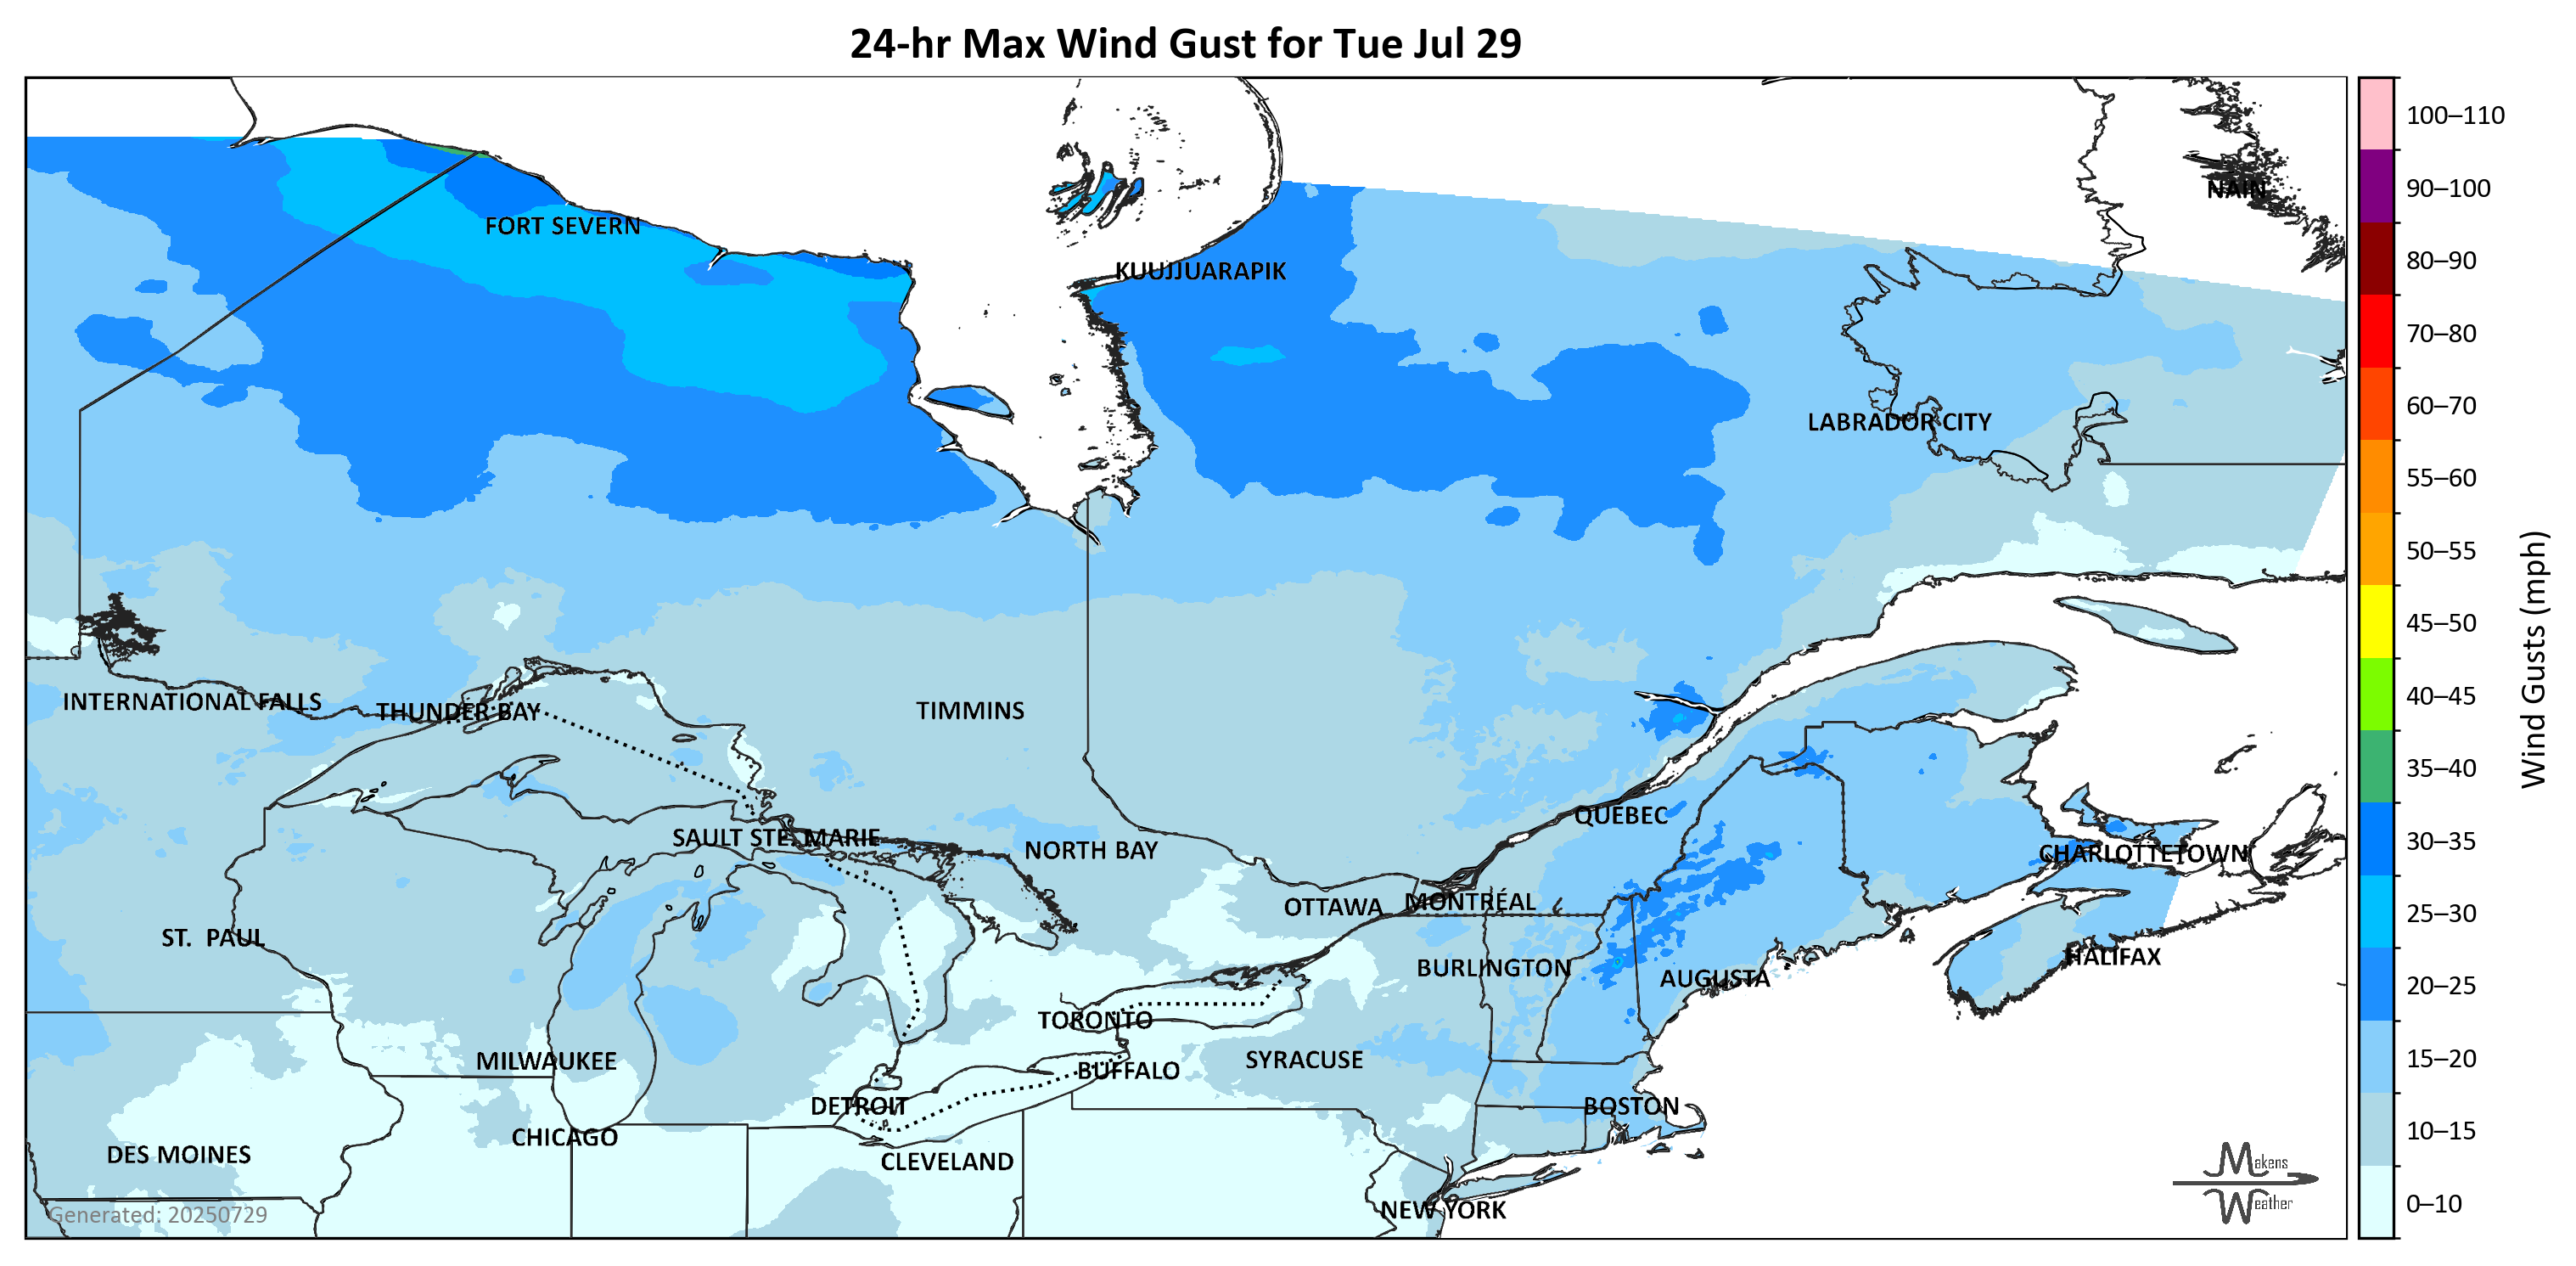 24-hr Max Wind Gust for Tue Jul 29
100–110
90–100
80–90
70–80
60–70
55–60
50–55
45–50
40–45
35–40
30–35
25–30
20–25
15–20
10–15
0–10
Wind Gusts (mph)
NAIN
FORT SEVERN
KUUJJUARAPIK
LABRADOR CITY
INTERNATIONAL FALLS
THUNDER BAY
TIMMINS
QUÉBEC
SAULT STE. MARIE
NORTH BAY
CHARLOTTETOWN
OTTAWA
MONTRÉAL
ST. PAUL
BURLINGTON
AUGUSTA
HALIFAX
TORONTO
MILWAUKEE
BUFFALO
SYRACUSE
DETROIT
BOSTON
CHICAGO
DES MOINES
CLEVELAND
NEW YORK
Generated: 20250729
Makens
Weather